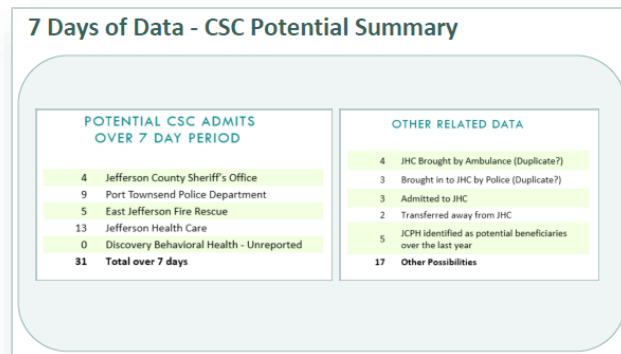 7 Days of Data - CSC Potential Summary
POTENTIAL CSC ADMITS
OVER 7 DAY PERIOD
4 Jefferson County Sheriff's Office
9 Port Townsend Police Department
5 East Jefferson Fire Rescue
13 Jefferson Health Care
0 Discovery Behavioral Health - Unreported
31 Total over 7 days
OTHER RELATED DATA
4 JHC Brought by Ambulance (Duplicate?)
3 Brought in to JHC by Police (Duplicate?)
3 Admitted to JHC
2 Transferred away from JHC
5 JCPH identified as potential beneficiaries
over the last year
17 Other Possibilities